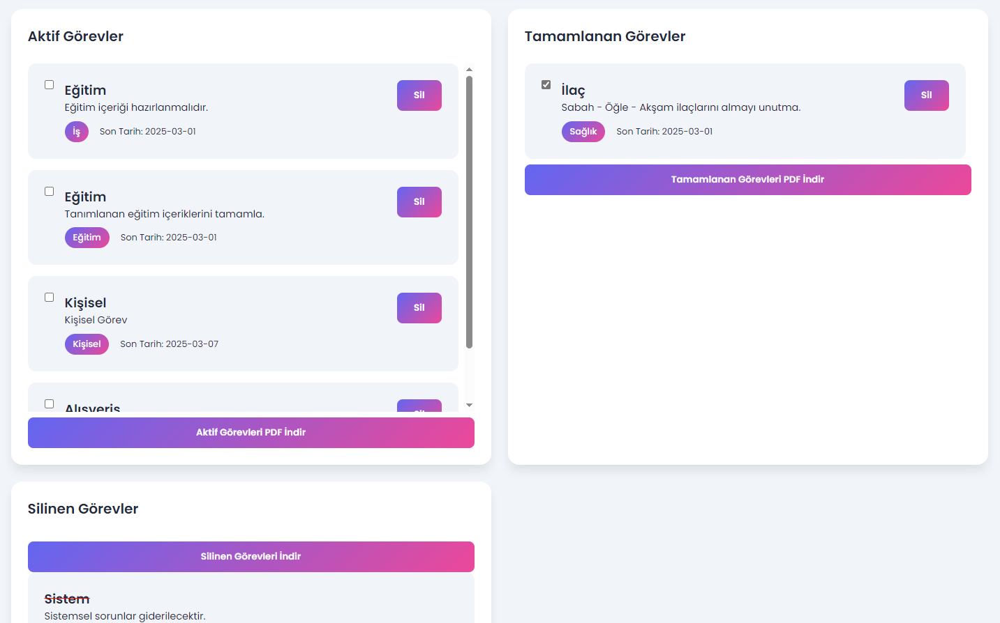 Aktif Görevler
Eğitim
Sil
Eğitim içeriği hazırlanmalıdır.
İş
Son Tarih: 2025-03-01
Eğitim
Sil
Tanımlanan eğitim içeriklerini tamamla.
Eğitim
Son Tarih: 2025-03-01
Kişisel
Sil
Kişisel Görev
Kişisel
Son Tarih: 2025-03-07
Alışveriş
Sil
Aktif Görevleri PDF İndir
Tamamlanan Görevler
İlaç
Sil
Sabah - Öğle - Akşam ilaçlarını almayı unutma.
Sağlık
Son Tarih: 2025-03-01
Tamamlanan Görevleri PDF İndir
Silinen Görevler
Silinen Görevleri İndir
Sistem
Sistemsel sorunlar giderilecektir.